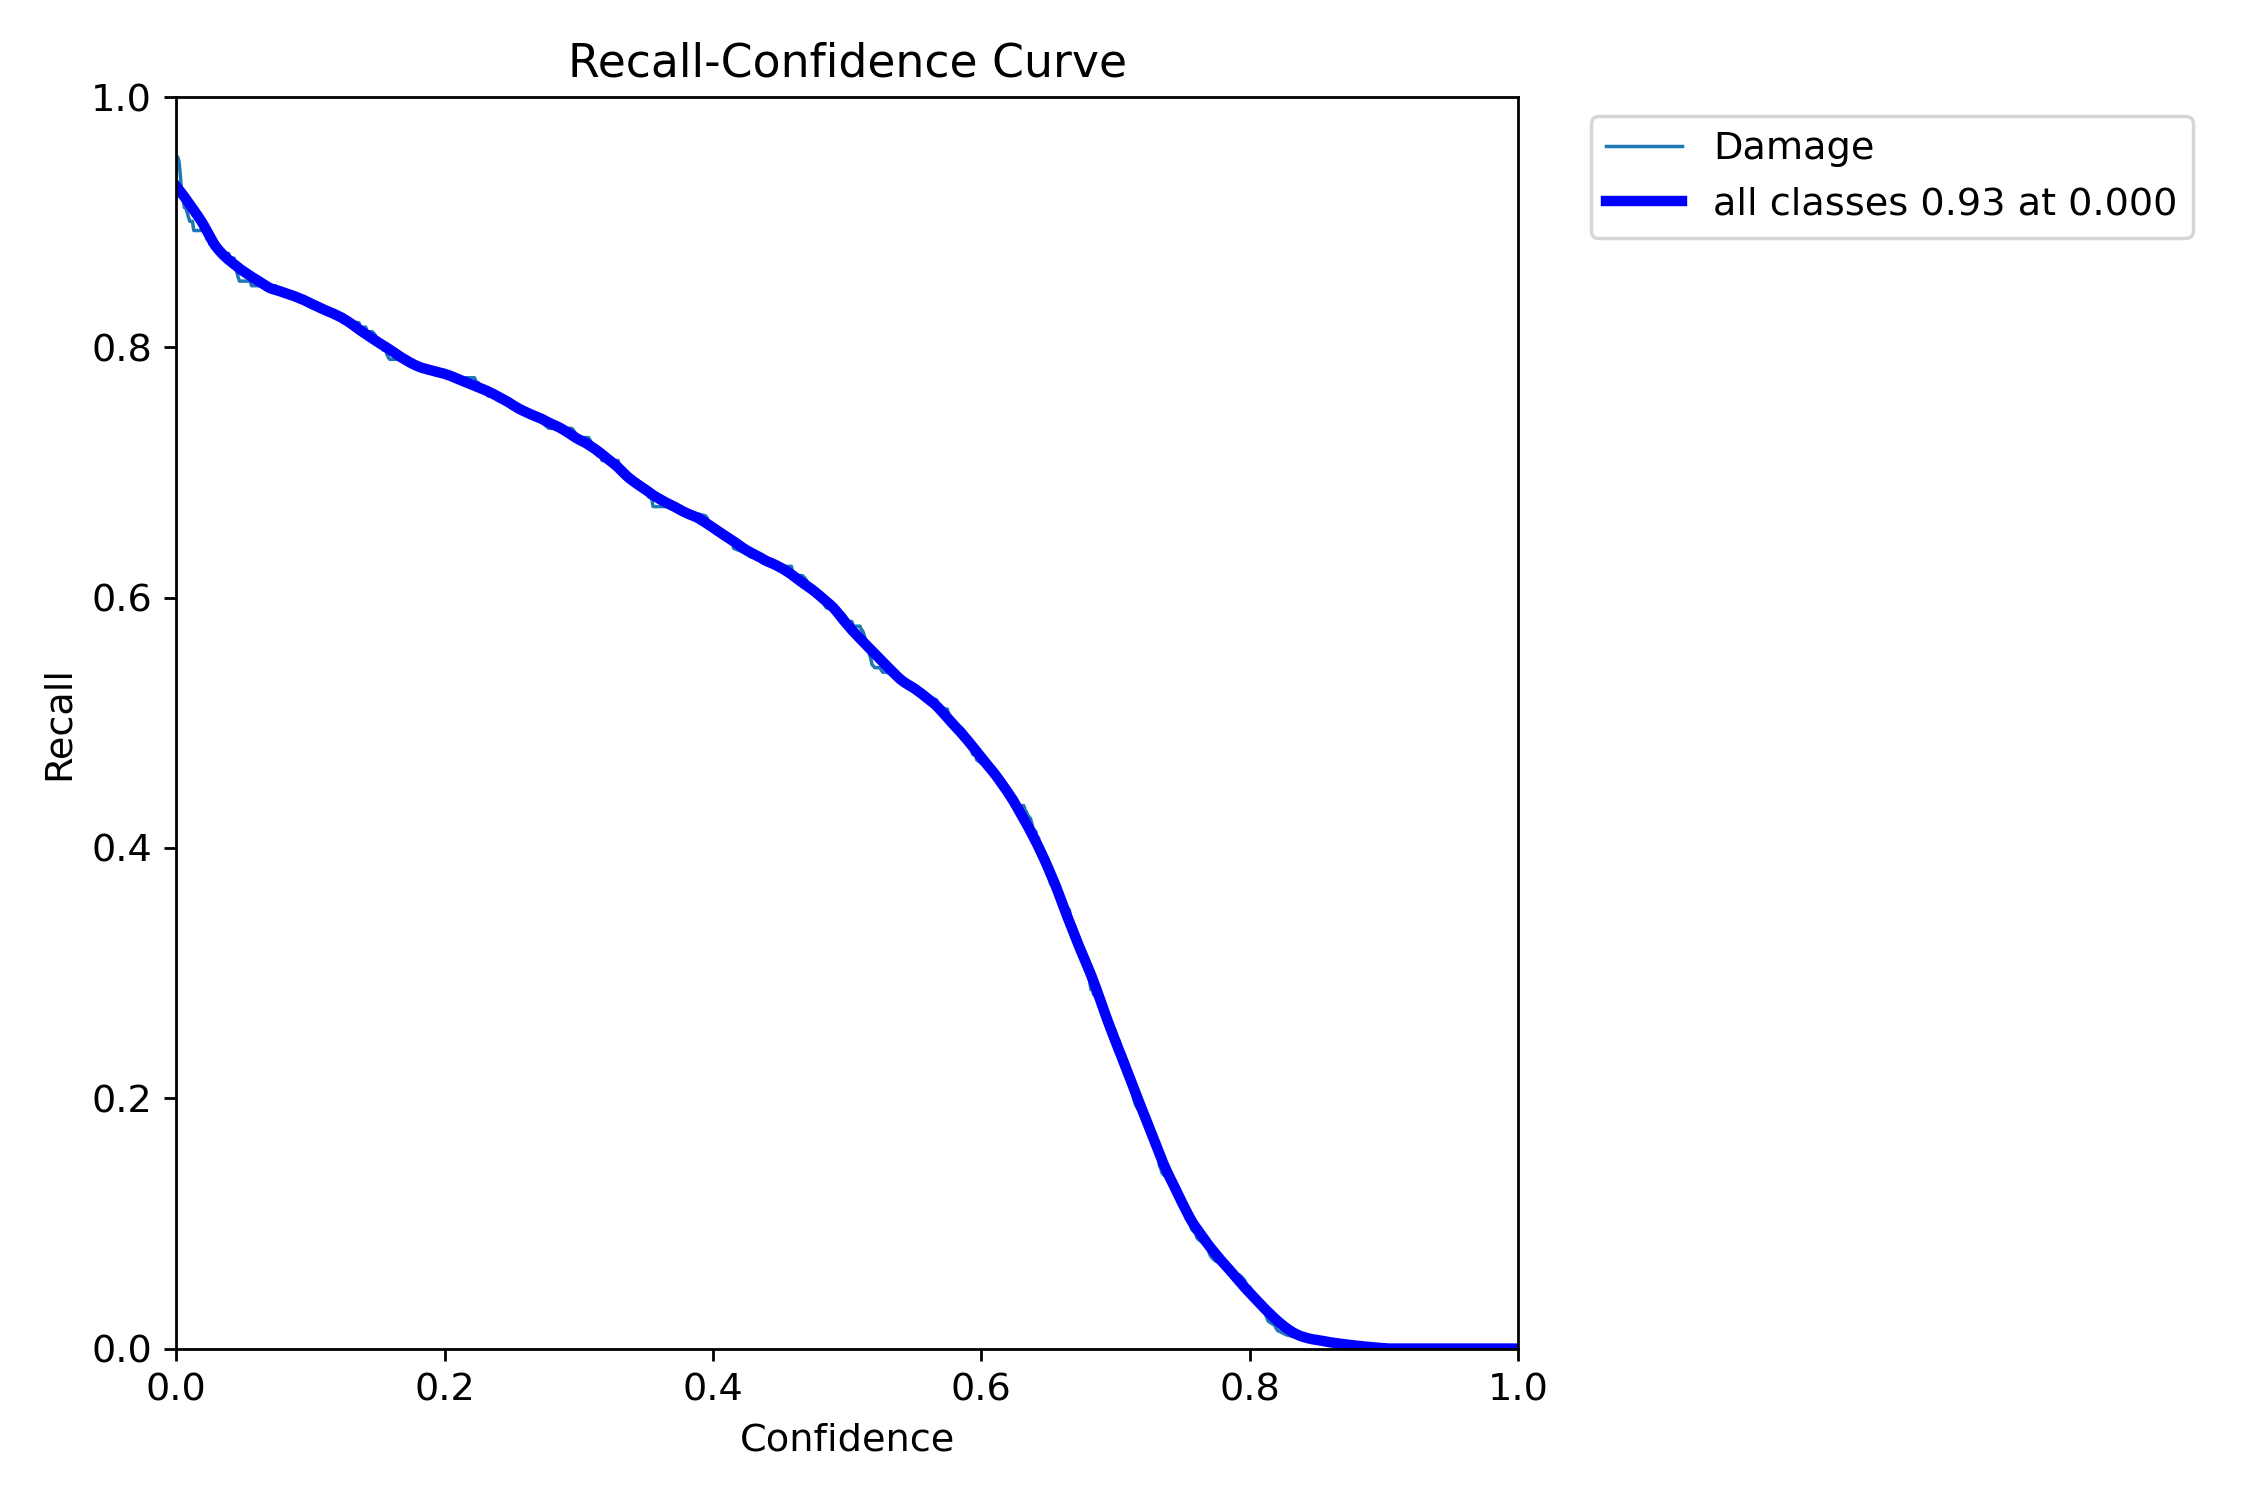 Recall-Confidence Curve
1.0
0.8
0.6
0.4
0.2
0.0
Recall
0.0 0.2 0.4 0.6 0.8 1.0
Confidence
Damage
all classes 0.93 at 0.000